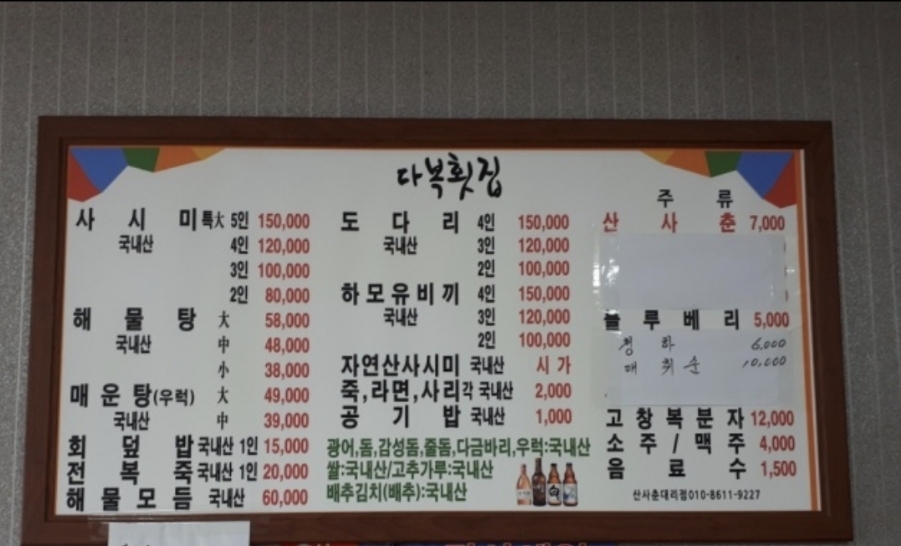 다복횟집
사 시 미 特大 5인 150,000
국내산 4인 120,000
3인 100,000
2인 80,000
해 물 탕 大 58,000
국내산 中 48,000
小 38,000
매 운 탕(우럭) 大 49,000
국내산 中 39,000
회 덮 밥 국내산 1인 15,000
전 복 죽 국내산 1인 20,000
해 물 모 듬 국내산 60,000
도 다 리 4인 150,000
국내산 3인 120,000
2인 100,000
하모유비끼 4인 150,000
국내산 3인 120,000
2인 100,000
자연산사시미 국내산 시 가
죽,라면,사리각 국내산 2,000
공 기 밥 국내산 1,000
광어,돔,감성돔,줄돔,다금바리,우럭:국내산
쌀:국내산/고추가루:국내산
배추김치(배추):국내산
주 류
산 사 춘 7,000
블 루 베 리 5,000
청 하 6,000
매 취 순 10,000
고 창 복 분 자 12,000
소 주 / 맥 주 4,000
음 료 수 1,500
산사춘대리점010-8611-9227